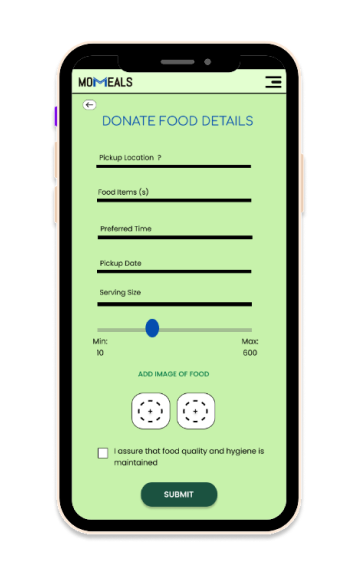 MOMEALS
DONATE FOOD DETAILS
Pickup Location ?
Food Items (s)
Preferred Time
Pickup Date
Serving Size
Min: Max:
10 600
ADD IMAGE OF FOOD
I assure that food quality and hygiene is
maintained
SUBMIT